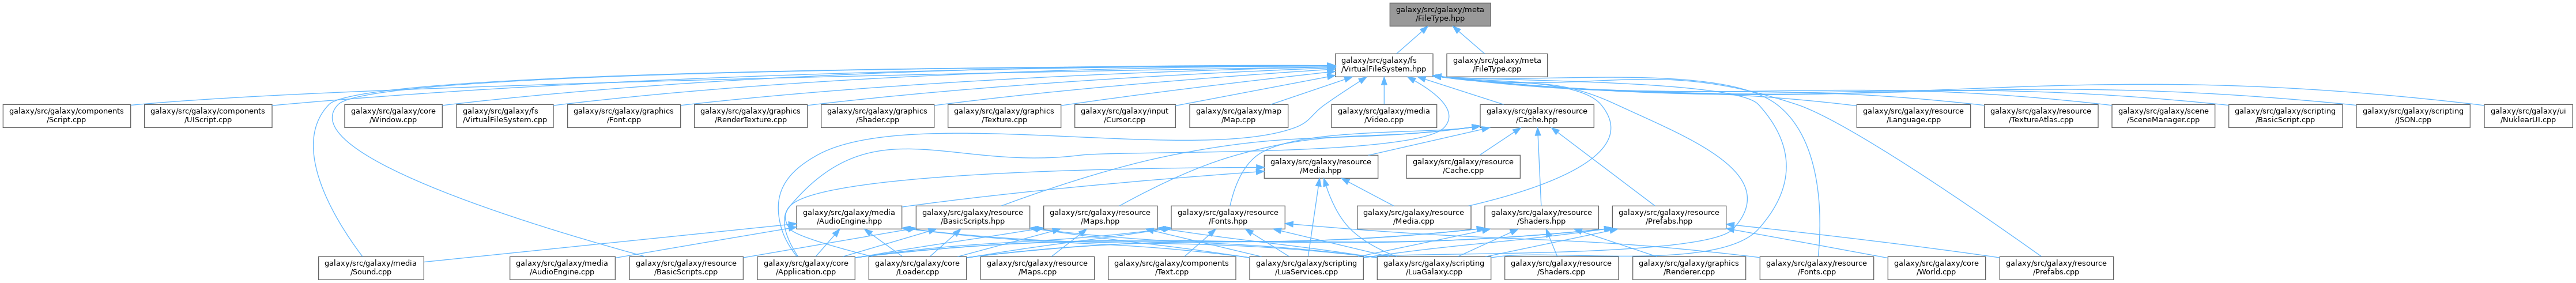 galaxy/src/galaxy/meta
/FileType.hpp
galaxy/src/galaxy/fs
/VirtualFileSystem.hpp
galaxy/src/galaxy/meta
/FileType.cpp
galaxy/src/galaxy/components
/Script.cpp
galaxy/src/galaxy/components
/UIScript.cpp
galaxy/src/galaxy/core
/Window.cpp
galaxy/src/galaxy/fs
/VirtualFileSystem.cpp
galaxy/src/galaxy/graphics
/Font.cpp
galaxy/src/galaxy/graphics
/RenderTexture.cpp
galaxy/src/galaxy/graphics
/Shader.cpp
galaxy/src/galaxy/graphics
/Texture.cpp
galaxy/src/galaxy/input
/Cursor.cpp
galaxy/src/galaxy/map
/Map.cpp
galaxy/src/galaxy/media
/Video.cpp
galaxy/src/galaxy/resource
/Cache.hpp
galaxy/src/galaxy/resource
/Language.cpp
galaxy/src/galaxy/resource
/TextureAtlas.cpp
galaxy/src/galaxy/scene
/SceneManager.cpp
galaxy/src/galaxy/scripting
/BasicScript.cpp
galaxy/src/galaxy/scripting
/JSON.cpp
galaxy/src/galaxy/ui
/NuklearUI.cpp
galaxy/src/galaxy/resource
/Media.hpp
galaxy/src/galaxy/resource
/Cache.cpp
galaxy/src/galaxy/media
/AudioEngine.hpp
galaxy/src/galaxy/resource
/BasicScripts.hpp
galaxy/src/galaxy/resource
/Maps.hpp
galaxy/src/galaxy/resource
/Fonts.hpp
galaxy/src/galaxy/resource
/Media.cpp
galaxy/src/galaxy/resource
/Shaders.hpp
galaxy/src/galaxy/resource
/Prefabs.hpp
galaxy/src/galaxy/media
/Sound.cpp
galaxy/src/galaxy/media
/AudioEngine.cpp
galaxy/src/galaxy/resource
/BasicScripts.cpp
galaxy/src/galaxy/core
/Application.cpp
galaxy/src/galaxy/core
/Loader.cpp
galaxy/src/galaxy/resource
/Maps.cpp
galaxy/src/galaxy/components
/Text.cpp
galaxy/src/galaxy/scripting
/LuaServices.cpp
galaxy/src/galaxy/scripting
/LuaGalaxy.cpp
galaxy/src/galaxy/resource
/Shaders.cpp
galaxy/src/galaxy/graphics
/Renderer.cpp
galaxy/src/galaxy/resource
/Fonts.cpp
galaxy/src/galaxy/core
/World.cpp
galaxy/src/galaxy/resource
/Prefabs.cpp